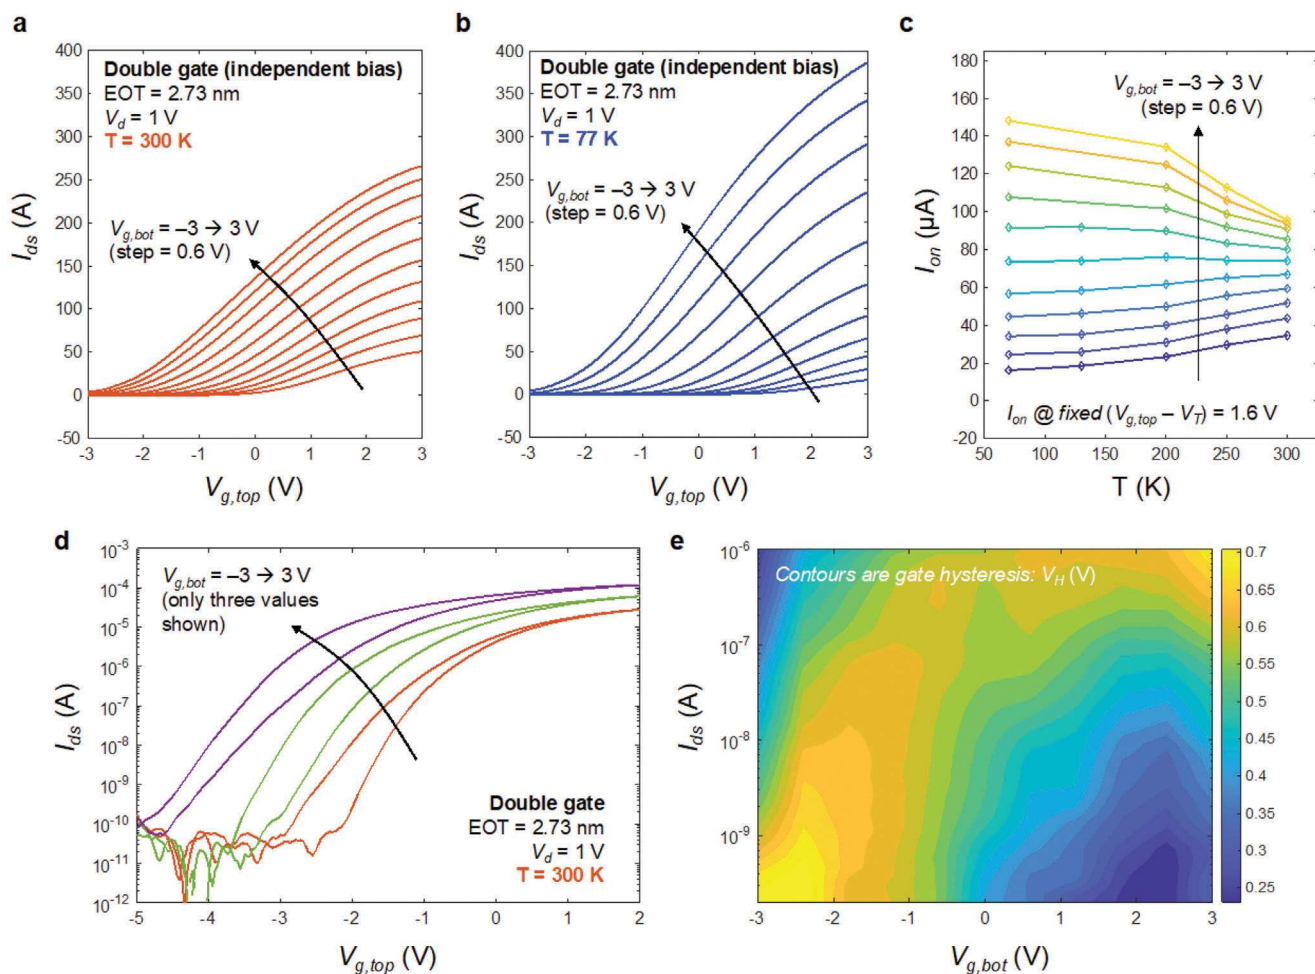 a
400
350
300
250
200
150
100
50
0
-50
Double gate (independent bias)
EOT = 2.73 nm
Vd = 1 V
T = 300 K
Vg,bot = –3 → 3 V
(step = 0.6 V)
Ids (A)
-3 -2 -1 0 1 2 3
Vg,top (V)
b
400
350
300
250
200
150
100
50
0
-50
Double gate (independent bias)
EOT = 2.73 nm
Vd = 1 V
T = 77 K
Vg,bot = –3 → 3 V
(step = 0.6 V)
Ids (A)
-3 -2 -1 0 1 2 3
Vg,top (V)
c
180
160
140
120
100
80
60
40
20
0
-20
Vg,bot = –3 → 3 V
(step = 0.6 V)
Ion (µA)
Ion @ fixed (Vg,top – VT) = 1.6 V
50 100 150 200 250 300
T (K)
d
10-3
10-4
10-5
10-6
10-7
10-8
10-9
10-10
10-11
10-12
Vg,bot = –3 → 3 V
(only three values
shown)
Ids (A)
Double gate
EOT = 2.73 nm
Vd = 1 V
T = 300 K
-5 -4 -3 -2 -1 0 1 2
Vg,top (V)
e
10-6
10-7
10-8
10-9
Contours are gate hysteresis: VH (V)
Ids (A)
-3 -2 -1 0 1 2 3
Vg,bot (V)
0.7
0.65
0.6
0.55
0.5
0.45
0.4
0.35
0.3
0.25